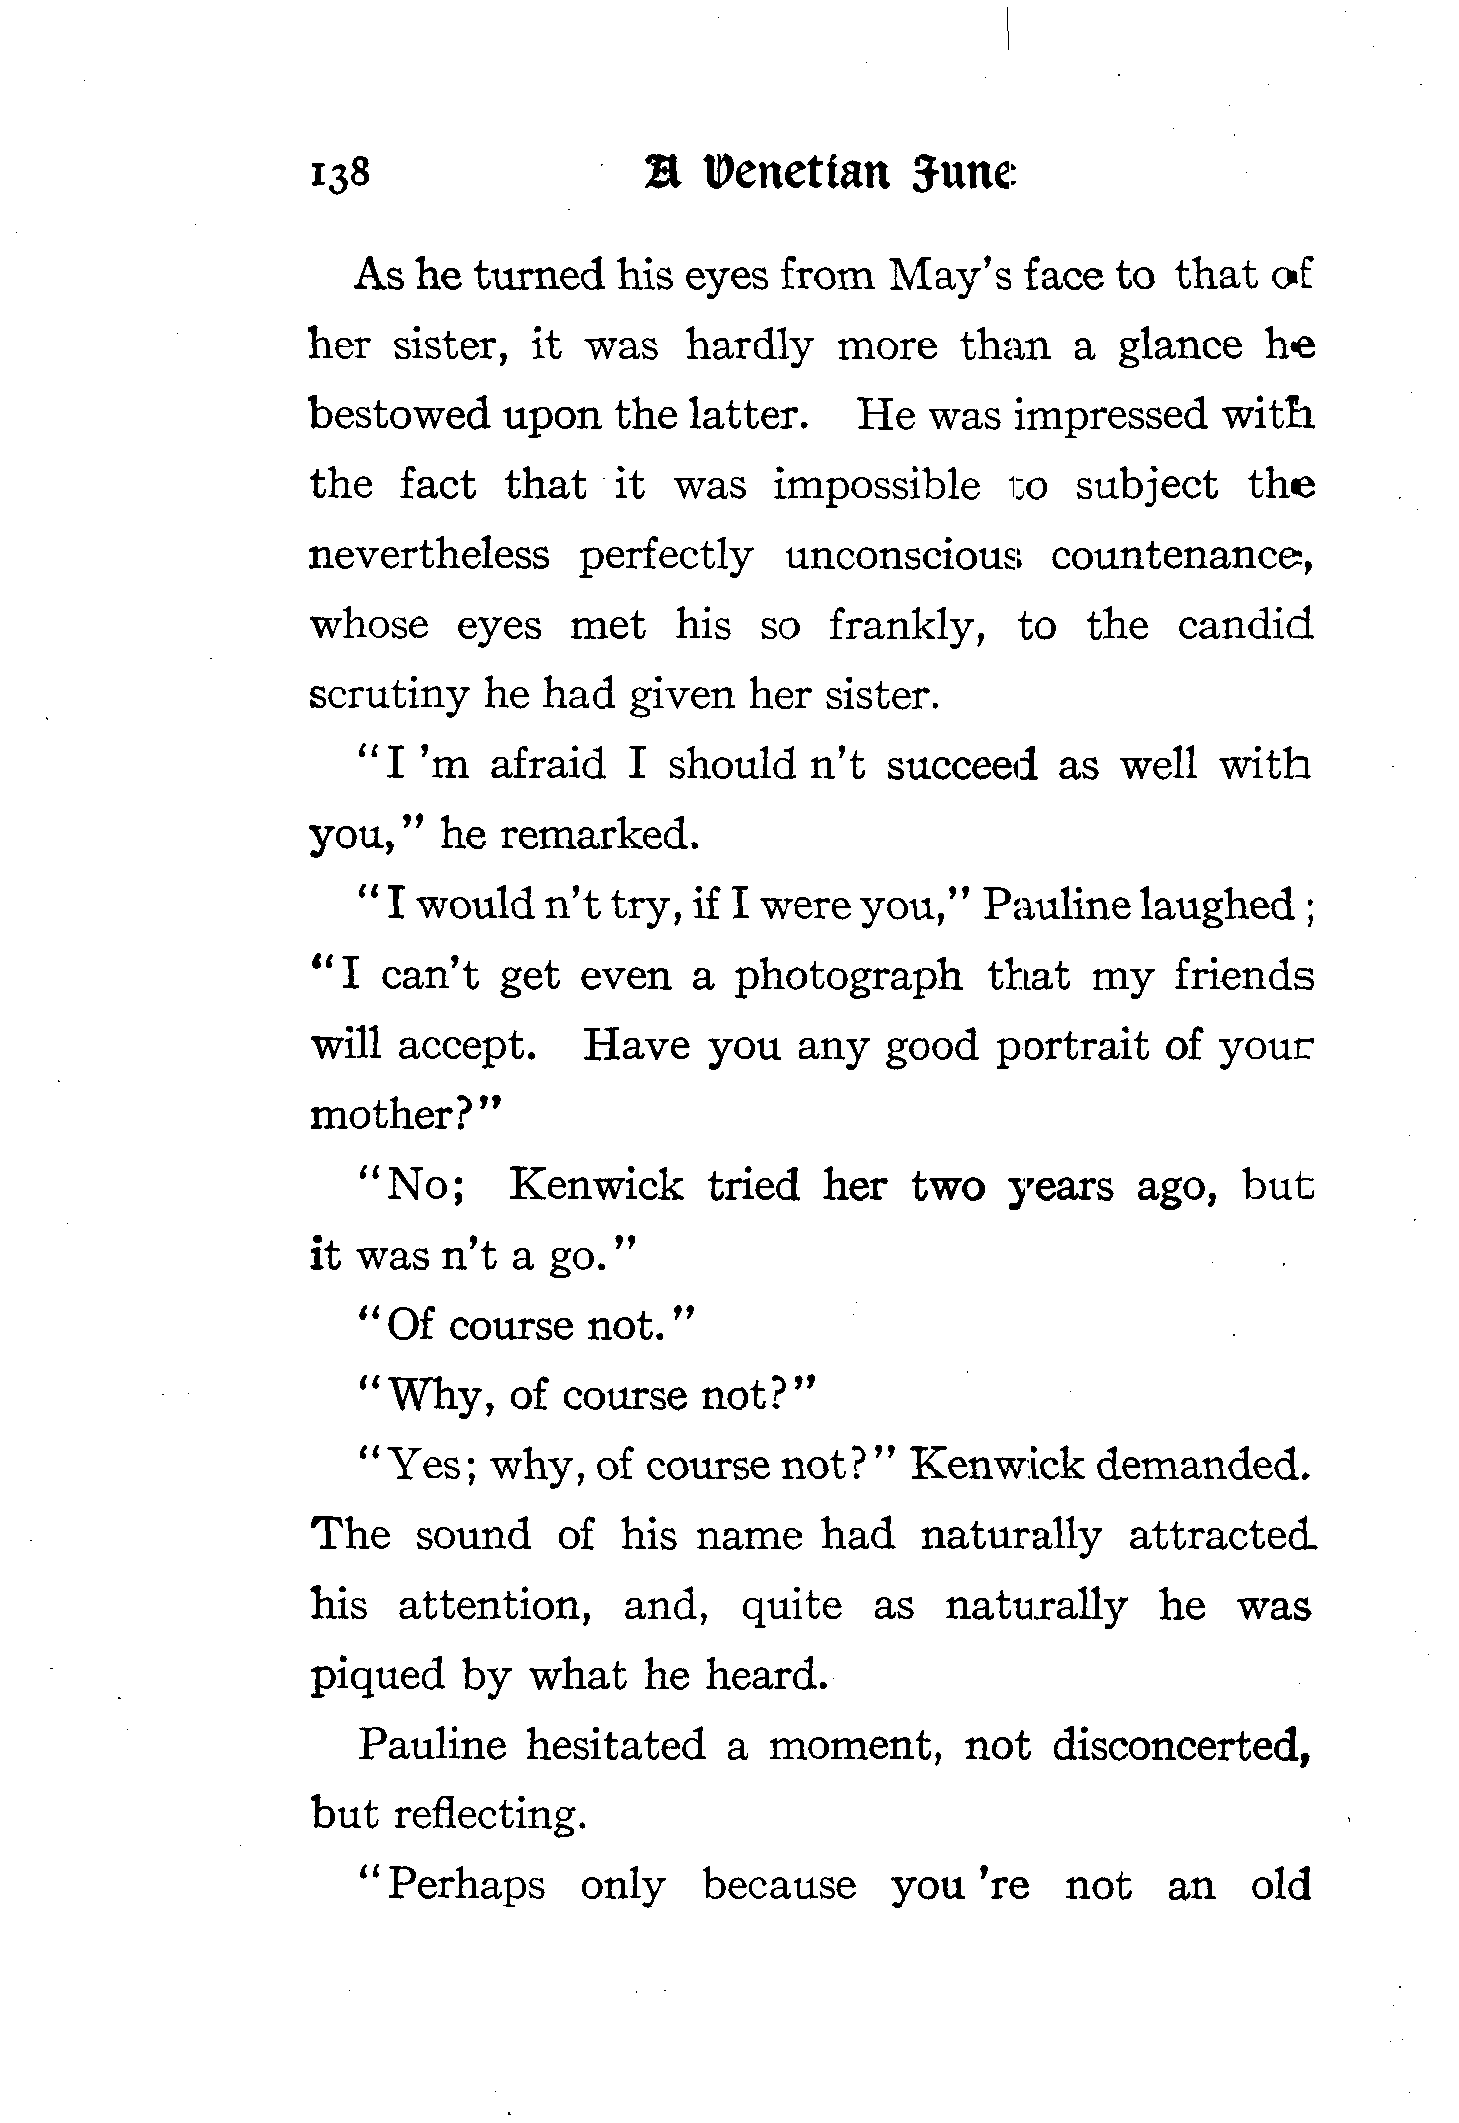 138 A Venetian June
As he turned his eyes from May's face to that of
her sister, it was hardly more than a glance he
bestowed upon the latter. He was impressed with
the fact that it was impossible to subject the
nevertheless perfectly unconscious countenance,
whose eyes met his so frankly, to the candid
scrutiny he had given her sister.
"I 'm afraid I should n't succeed as well with
you," he remarked.
"I would n't try, if I were you," Pauline laughed;
"I can't get even a photograph that my friends
will accept. Have you any good portrait of your
mother?"
"No; Kenwick tried her two years ago, but
it was n't a go."
"Of course not."
"Why, of course not?"
"Yes; why, of course not?" Kenwick demanded.
The sound of his name had naturally attracted
his attention, and, quite as naturally he was
piqued by what he heard.
Pauline hesitated a moment, not disconcerted,
but reflecting.
"Perhaps only because you 're not an old